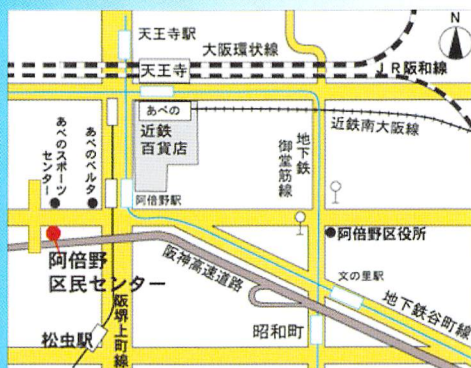 天王寺駅
大阪環状線
N
天王寺
JR阪和線
あべの
近鉄
百貨店
近鉄南大阪線
あべのスポーツ
センター
あべのベルタ
地下鉄
御堂筋線
阿倍野駅
阿倍野区役所
阿倍野
区民センター
阪神高速道路
文の里駅
地下鉄谷町線
昭和町
松虫駅
阪堺上町線